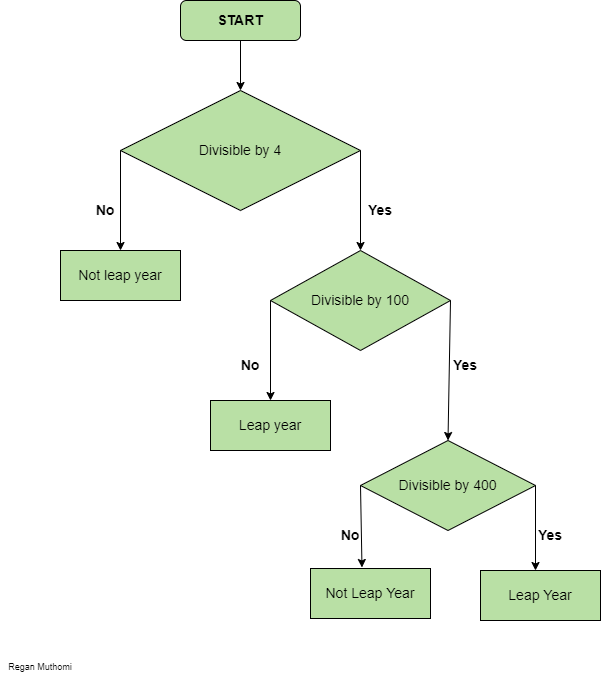 START
Divisible by 4
No
Yes
Not leap year
Divisible by 100
No
Yes
Leap year
Divisible by 400
No
Yes
Not Leap Year
Leap Year
Regan Muthomi